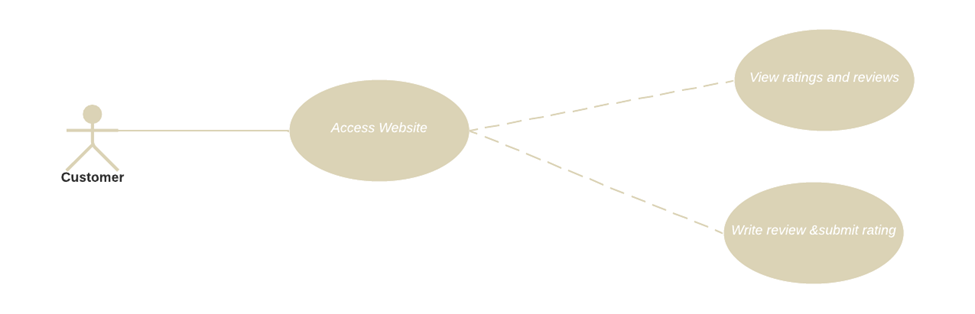 View ratings and reviews
Access Website
Customer
Write review &submit rating